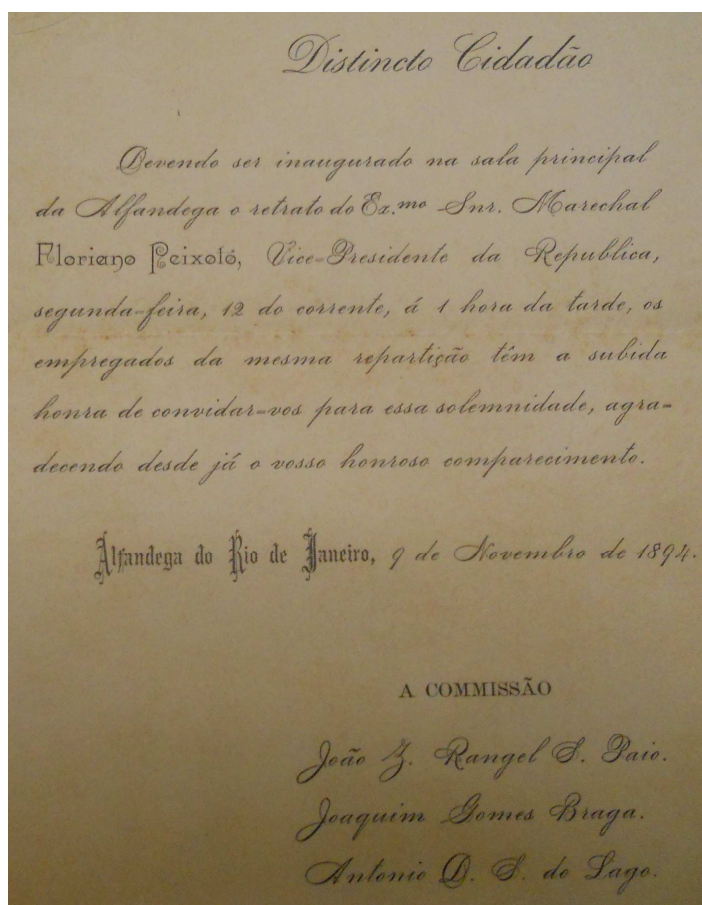 Distincto Cidadão
Devendo ser inaugurado na sala principal
da Alfandega o retrato do Ex.mo Snr. Marechal
Floriano Peixoto, Vice-Presidente da Republica,
segunda-feira, 12 do corrente, á 1 hora da tarde, os
empregados da mesma repartição têm a subida
honra de convidar-vos para essa solemnidade, agra-
decendo desde já o vosso honroso comparecimento.
Alfandega do Rio de Janeiro, 9 de Novembro de 1894.
A COMMISSÃO
João Z. Rangel S. Paio.
Joaquim Gomes Braga.
Antonio D. S. do Lago.